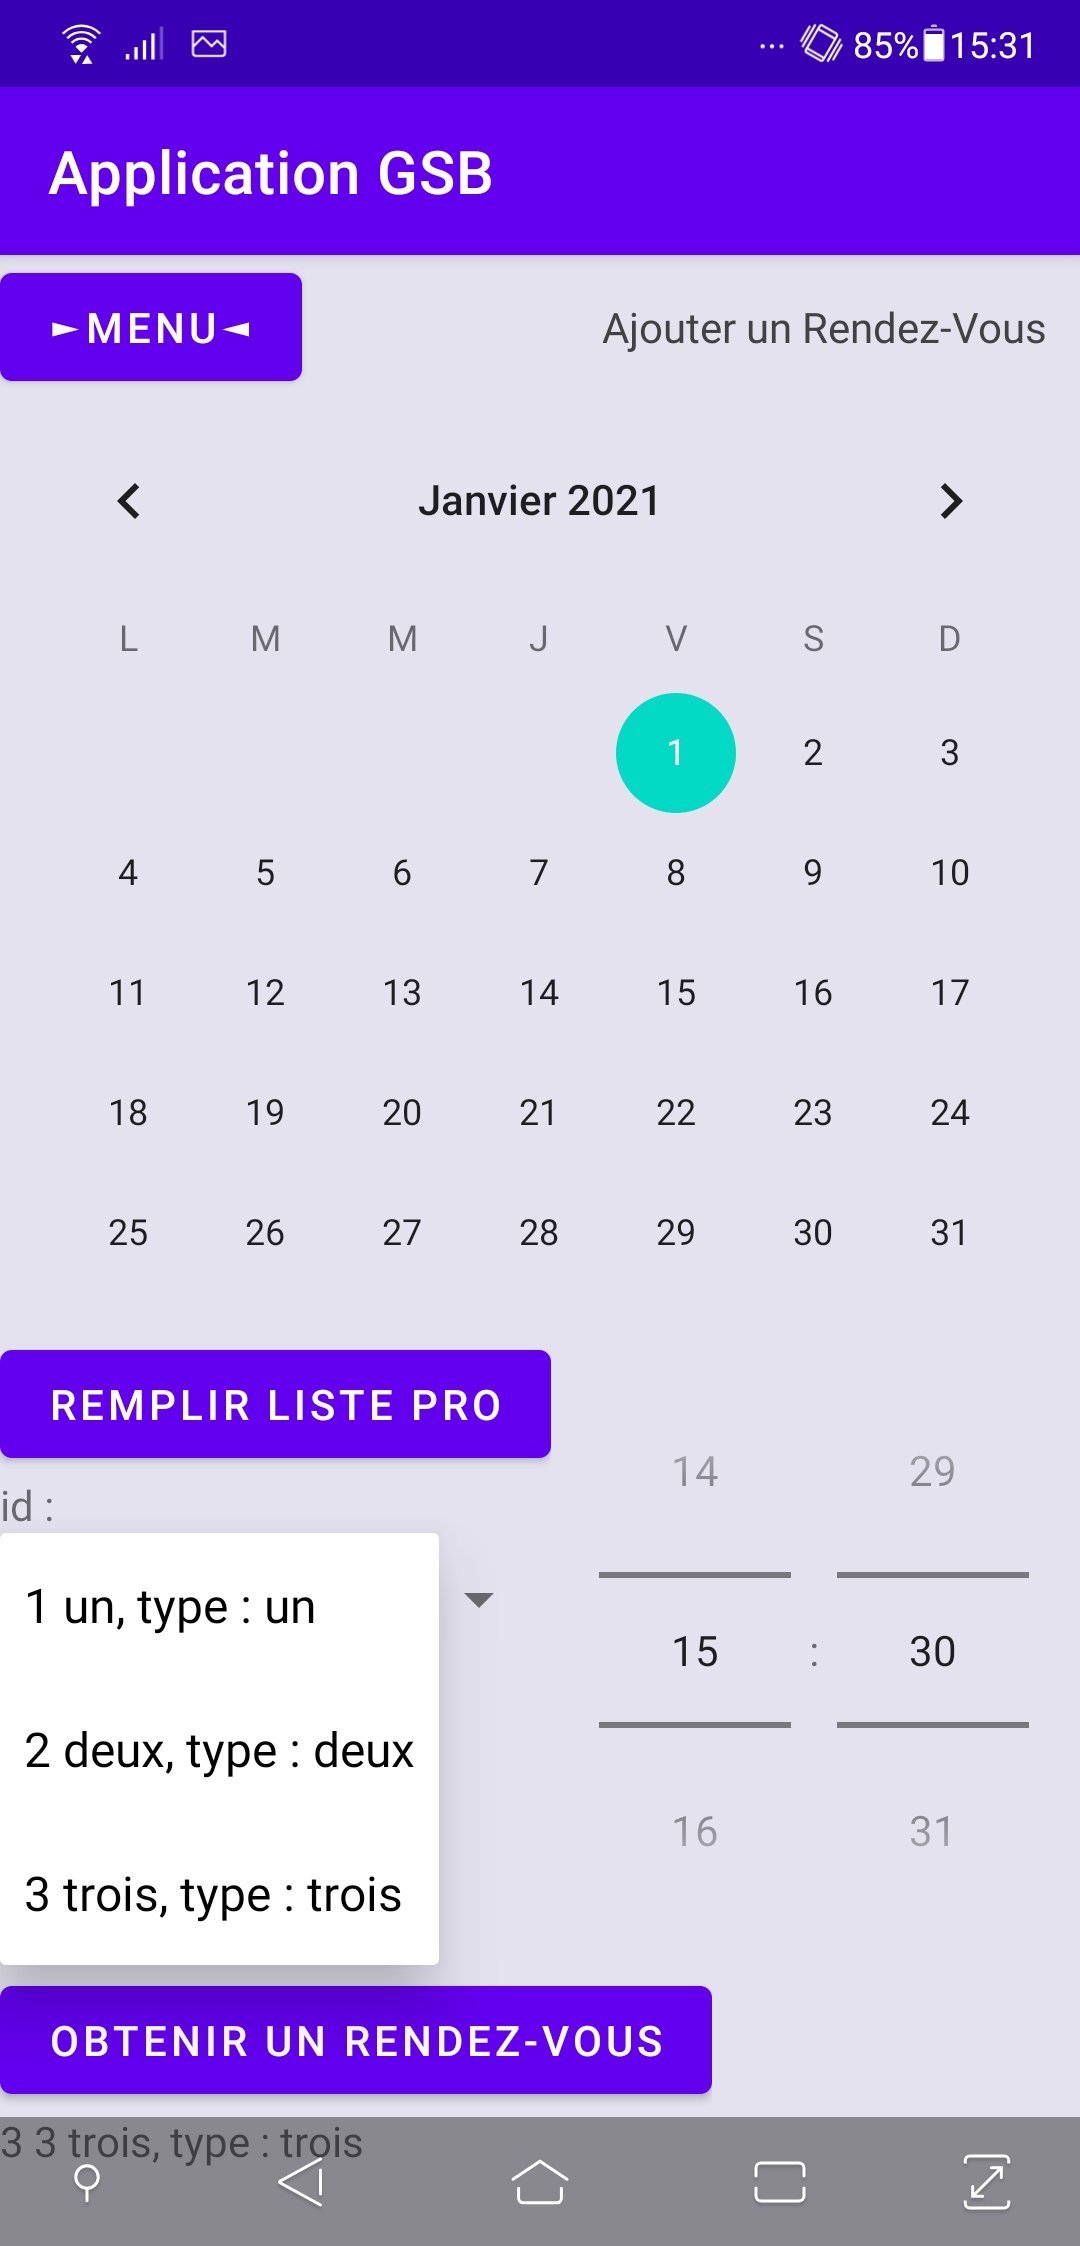 85% 15:31
Application GSB
►MENU◄
Ajouter un Rendez-Vous
Janvier 2021
L M M J V S D
1 2 3
4 5 6 7 8 9 10
11 12 13 14 15 16 17
18 19 20 21 22 23 24
25 26 27 28 29 30 31
REMPLIR LISTE PRO
14 29
id :
1 un, type : un
15 : 30
2 deux, type : deux
16 31
3 trois, type : trois
OBTENIR UN RENDEZ-VOUS
3 3 trois, type : trois